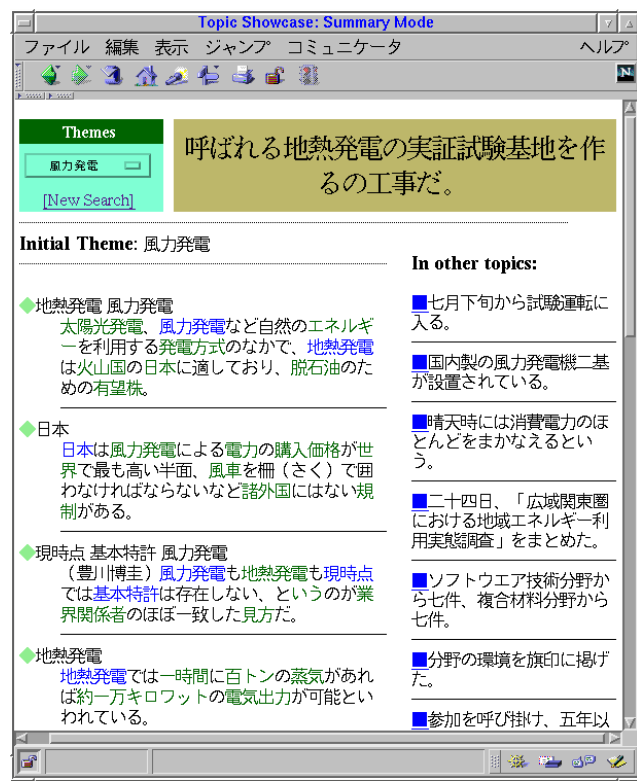 Topic Showcase: Summary Mode
ファイル 編集 表示 ジャンプ コミュニケータ ヘルプ
Themes
風力発電
[New Search]
呼ばれる地熱発電の実証試験基地を作
るの工事だ。
Initial Theme: 風力発電
◆地熱発電 風力発電
太陽光発電、風力発電など自然のエネルギ
ーを利用する発電方式のなかで、地熱発電
は火山国の日本に適しており、脱石油のた
めの有望株。
◆日本
日本は風力発電による電力の購入価格が世
界で最も高い半面、風車を柵（さく）で囲
わなければならないなど諸外国にはない規
制がある。
◆現時点 基本特許 風力発電
（豊川博圭）風力発電も地熱発電も現時点
では基本特許は存在しない、というのが業
界関係者のほぼ一致した見方だ。
◆地熱発電
地熱発電では一時間に百トンの蒸気があれ
ば約一万キロワットの電気出力が可能とい
われている。
In other topics:
■七月下旬から試験運転に
入る。
■国内製の風力発電機二基
が設置されている。
■晴天時には消費電力のほ
とんどをまかなえるとい
う。
■二十四日、「広域関東圏
における地域エネルギー利
用実態調査」をまとめた。
■ソフトウエア技術分野か
ら七件、複合材料分野から
七件。
■分野の環境を旗印に掲げ
た。
■参加を呼び掛け、五年以